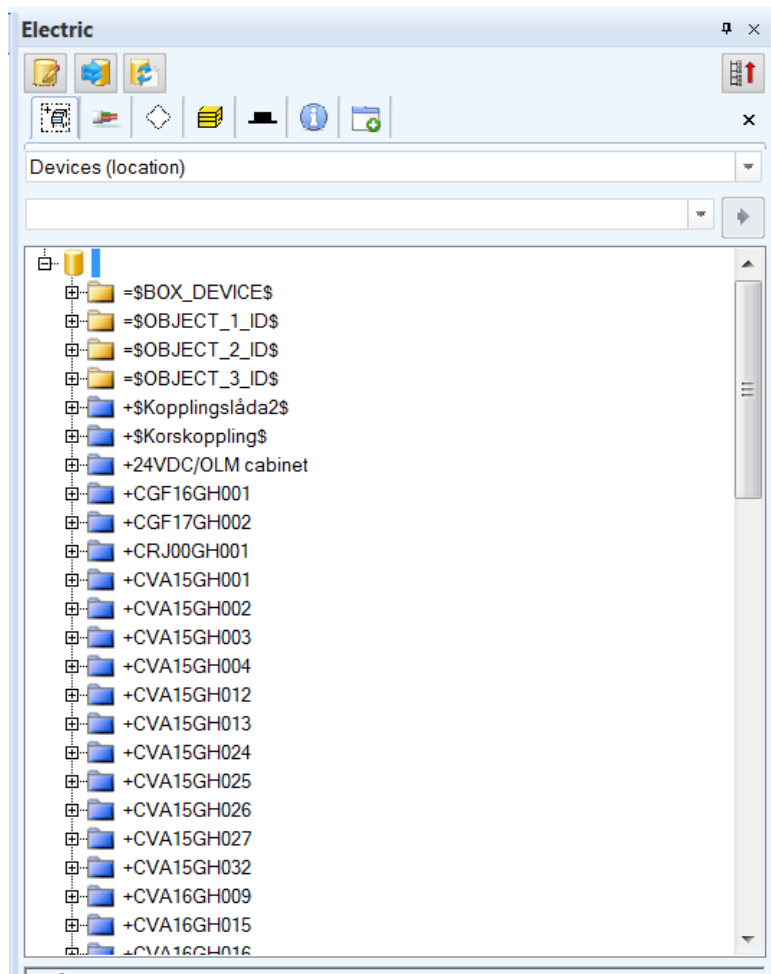 Electric
Devices (location)
=$BOX_DEVICE$
=$OBJECT_1_ID$
=$OBJECT_2_ID$
=$OBJECT_3_ID$
+$Kopplingslåda2$
+$Korskoppling$
+24VDC/OLM cabinet
+CGF16GH001
+CGF17GH002
+CRJ00GH001
+CVA15GH001
+CVA15GH002
+CVA15GH003
+CVA15GH004
+CVA15GH012
+CVA15GH013
+CVA15GH024
+CVA15GH025
+CVA15GH026
+CVA15GH027
+CVA15GH032
+CVA16GH009
+CVA16GH015
+CVA16GH016